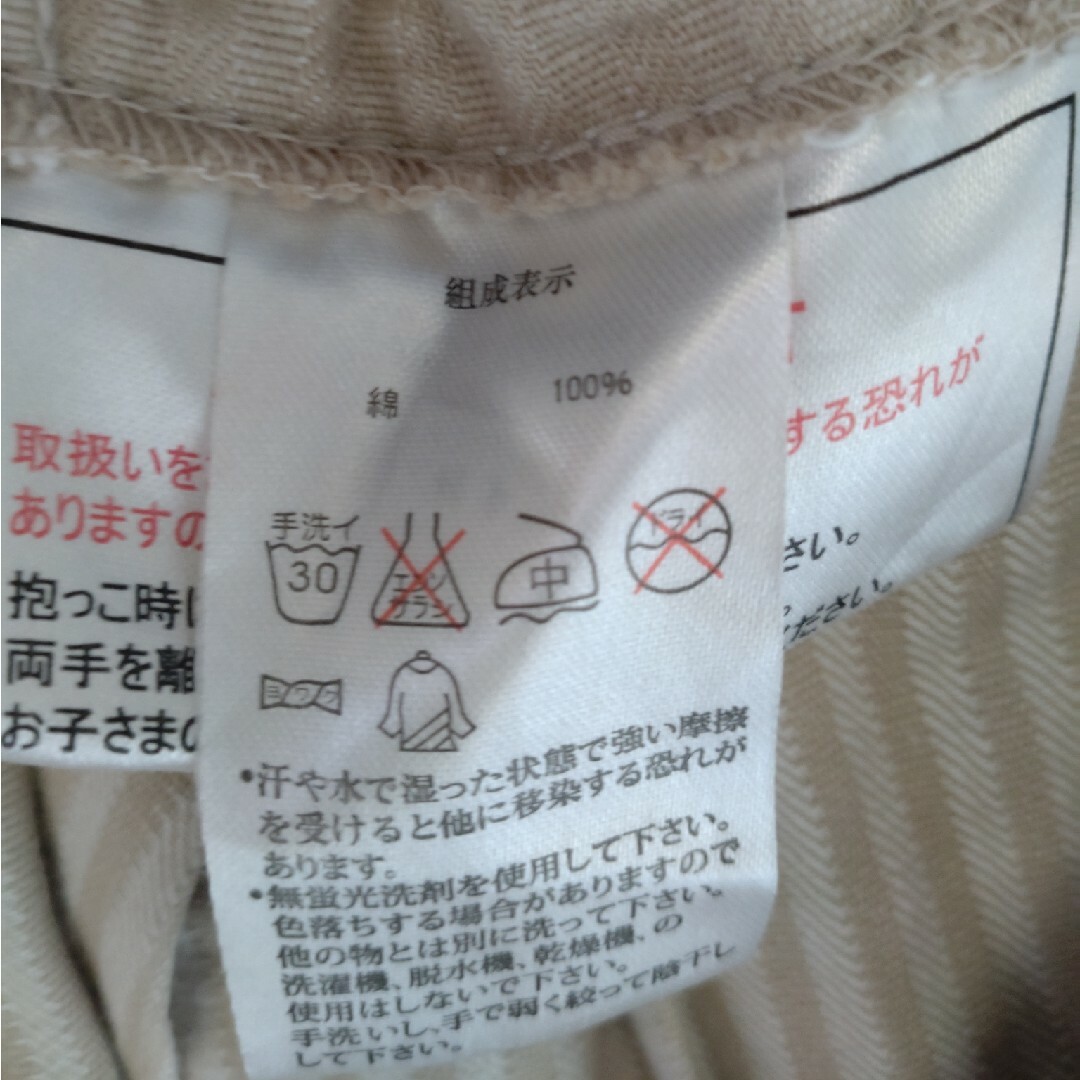 組成表示
綿 100%
手洗イ
30
エンソ
サラシ
中
ドライ
ヨワク
・汗や水で湿った状態で強い摩擦
を受けると他に移染する恐れが
あります。
・無蛍光洗剤を使用して下さい。
色落ちする場合がありますので
他の物とは別に洗って下さい。
洗濯機、脱水機、乾燥機、の
使用はしないで下さい。
手洗いし、手で弱く絞って陰干し
して下さい。
取扱いを
ありますの
抱っこ時に
両手を離
お子さまの
する恐れが
さい。
ください。